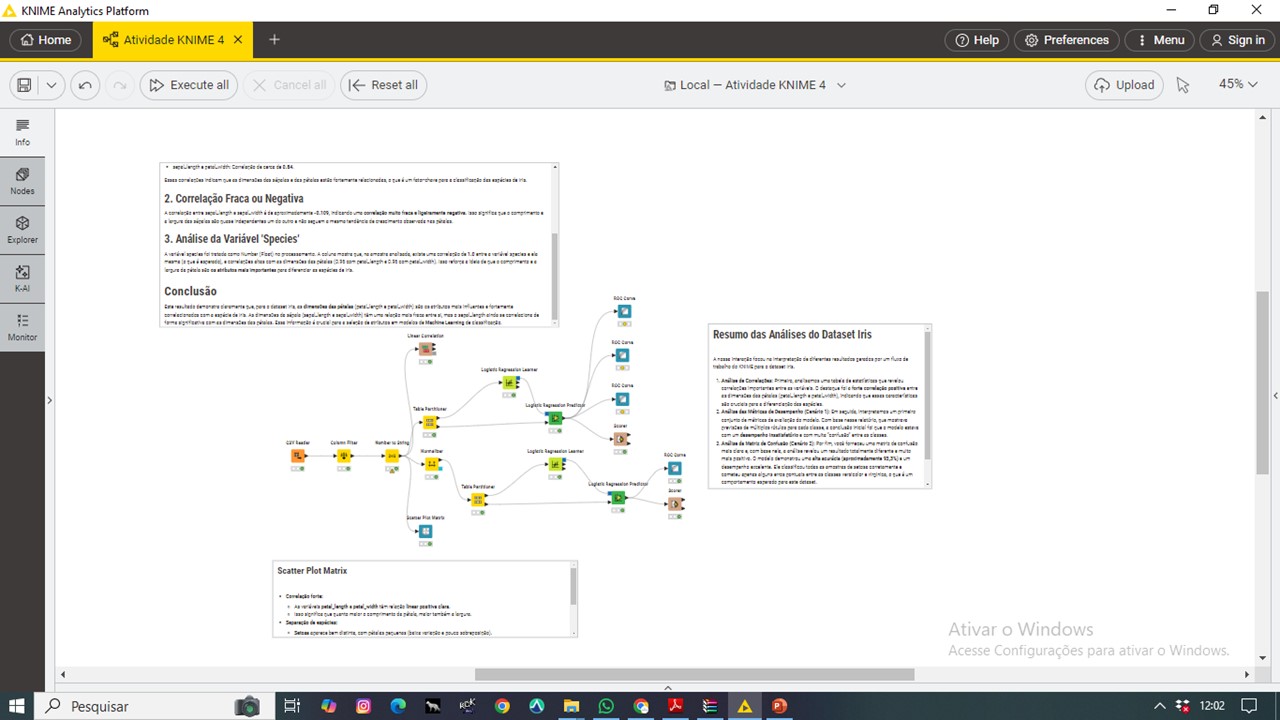 KNIME Analytics Platform
Home
Atividade KNIME 4
Help
Preferences
Menu
Sign in
Execute all
Cancel all
Reset all
Local — Atividade KNIME 4
Upload
45%
Info
Nodes
Explorer
K-AI
Monitor
sepal_length e petal_width: Correlação de cerca de 0.84.
Essas correlações indicam que as dimensões das sépalas e das pétalas estão fortemente relacionadas, o que é um fator-chave para a classificação das espécies de Iris.
2. Correlação Fraca ou Negativa
A correlação entre sepal_length e sepal_width é de aproximadamente -0.109, indicando uma correlação muito fraca e ligeiramente negativa. Isso significa que o comprimento e
a largura das sépalas são quase independentes um do outro e não seguem a mesma tendência de crescimento observada nas pétalas.
3. Análise da Variável 'Species'
A variável species foi tratada como Number (Float) no processamento. A coluna mostra que, na amostra analisada, existe uma correlação de 1.0 entre a variável species e ela
mesma (o que é esperado), e correlações altas com as dimensões das pétalas (0.95 com petal_length e 0.95 com petal_width). Isso reforça a ideia de que o comprimento e a
largura da pétala são os atributos mais importantes para diferenciar as espécies de Iris.
Conclusão
Este resultado demonstra claramente que, para o dataset Iris, as dimensões das pétalas (petal_length e petal_width) são os atributos mais influentes e fortemente
correlacionados com a espécie de Iris. As dimensões da sépala (sepal_length e sepal_width) têm uma relação mais fraca entre si, mas o sepal_length ainda se correlaciona de
forma significativa com as dimensões das pétalas. Essa informação é crucial para a seleção de atributos em modelos de Machine Learning de classificação.
ROC Curve
Linear Correlation
ROC Curve
Logistic Regression Learner
ROC Curve
Table Partitioner
Logistic Regression Predictor
Scorer
CSV Reader
Column Filter
Number to String
Normalizer
Logistic Regression Learner
ROC Curve
Table Partitioner
Logistic Regression Predictor
Scorer
Scatter Plot Matrix
Resumo das Análises do Dataset Iris
A nossa interação focou na interpretação de diferentes resultados gerados por um fluxo de
trabalho do KNIME para o dataset Iris.
1. Análise de Correlações: Primeiro, analisamos uma tabela de estatísticas que revelou
correlações importantes entre as variáveis. O destaque foi a forte correlação positiva entre
as dimensões das pétalas (petal_length e petal_width), indicando que essas características
são cruciais para a diferenciação das espécies.
2. Análise das Métricas de Desempenho (Cenário 1): Em seguida, interpretamos um primeiro
conjunto de métricas de avaliação do modelo. Com base nesse relatório, que mostrava
previsões de múltiplos rótulos para cada classe, a conclusão inicial foi que o modelo estava
com um desempenho insatisfatório e com muita "confusão" entre as classes.
3. Análise da Matriz de Confusão (Cenário 2): Por fim, você forneceu uma matriz de confusão
mais clara e, com base nela, a análise revelou um resultado totalmente diferente e muito
mais positivo. O modelo demonstrou uma alta acurácia (aproximadamente 93,3%) e um
desempenho excelente. Ele classificou todas as amostras de setosa corretamente e
cometeu apenas alguns erros pontuais entre as classes versicolor e virginica, o que é um
comportamento esperado para este dataset.
Scatter Plot Matrix
Correlação forte:
As variáveis petal_length e petal_width têm relação linear positiva clara.
Isso significa que quanto maior o comprimento da pétala, maior também a largura.
Separação de espécies:
Setosa aparece bem distinta, com pétalas pequenas (baixa variação e pouca sobreposição).
Ativar o Windows
Acesse Configurações para ativar o Windows.
Pesquisar
12:02